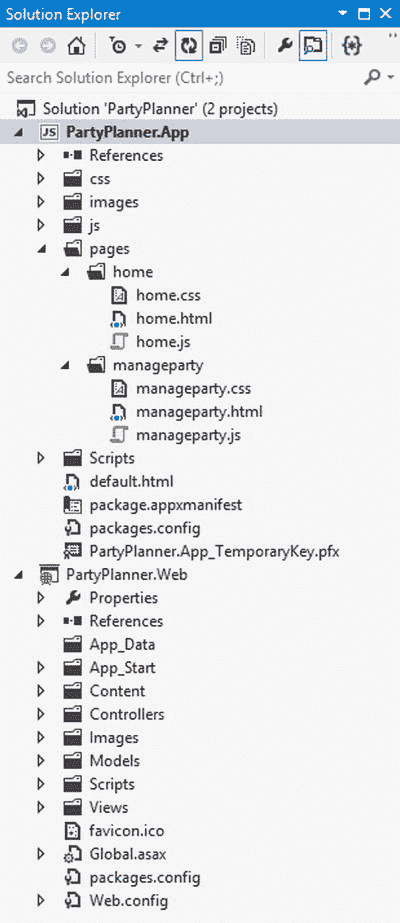 Solution Explorer
Search Solution Explorer (Ctrl+;)
Solution 'PartyPlanner' (2 projects)
JS PartyPlanner.App
References
css
images
js
pages
home
home.css
home.html
home.js
manageparty
manageparty.css
manageparty.html
manageparty.js
Scripts
default.html
package.appxmanifest
packages.config
PartyPlanner.App_TemporaryKey.pfx
PartyPlanner.Web
Properties
References
App_Data
App_Start
Content
Controllers
Images
Models
Scripts
Views
favicon.ico
Global.asax
packages.config
Web.config